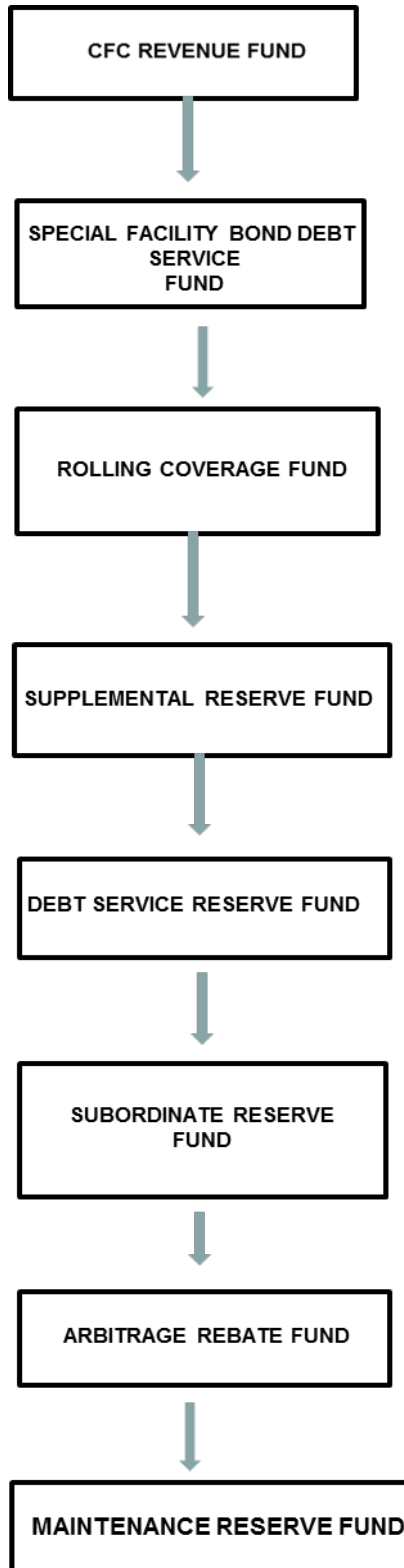 CFC REVENUE FUND
SPECIAL FACILITY BOND DEBT
SERVICE
FUND
ROLLING COVERAGE FUND
SUPPLEMENTAL RESERVE FUND
DEBT SERVICE RESERVE FUND
SUBORDINATE RESERVE
FUND
ARBITRAGE REBATE FUND
MAINTENANCE RESERVE FUND